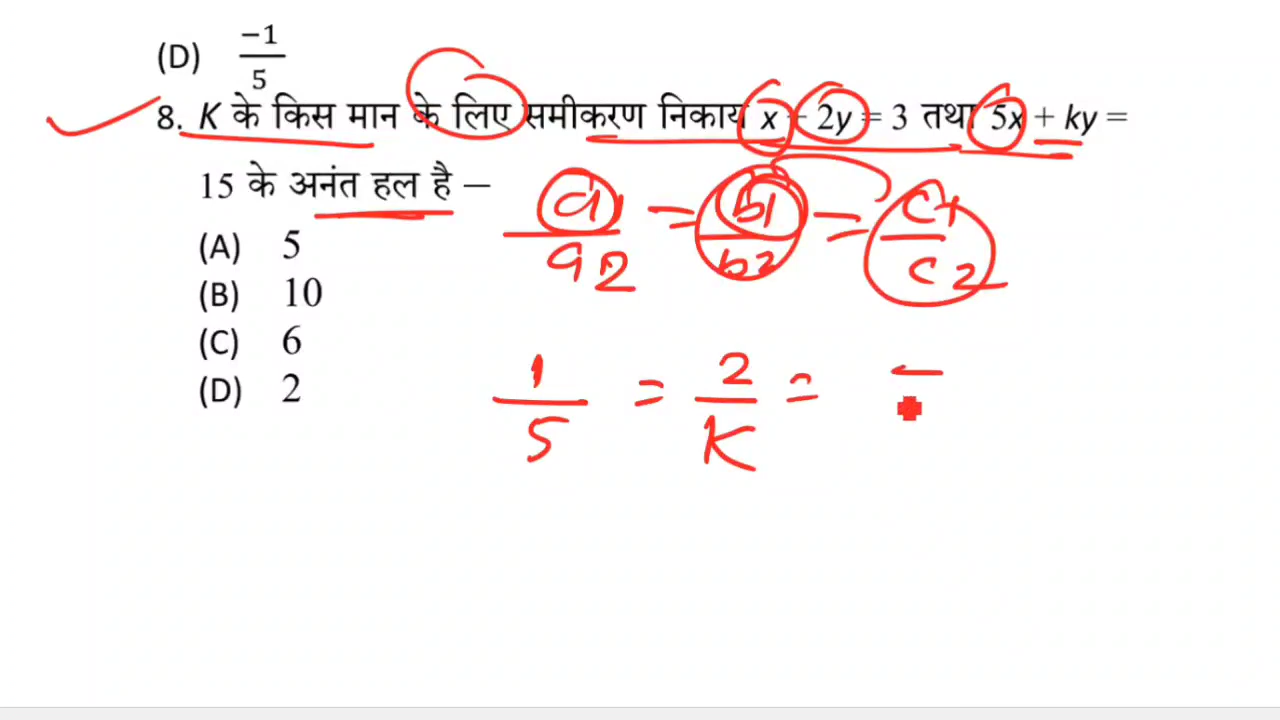 (D) −1/5
8. K के किस मान के लिए समीकरण निकाय x + 2y = 3 तथा 5x + ky =
15 के अनंत हल है –
(A) 5
(B) 10
(C) 6
(D) 2
a1/a2 = b1/b2 = c1/c2
1/5 = 2/K =